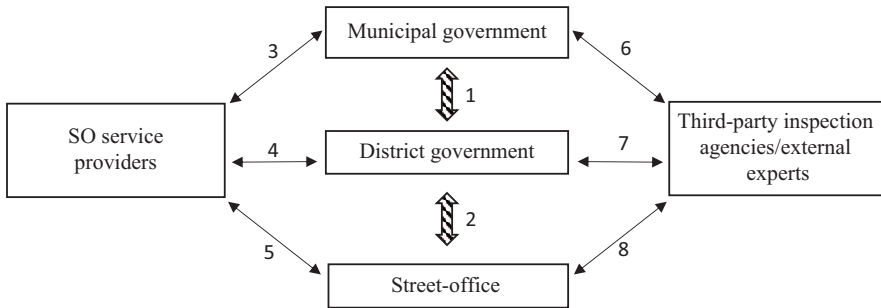 Municipal government
3
6
1
SO service
providers
District government
Third-party inspection
agencies/external
experts
4
7
2
5
8
Street-office